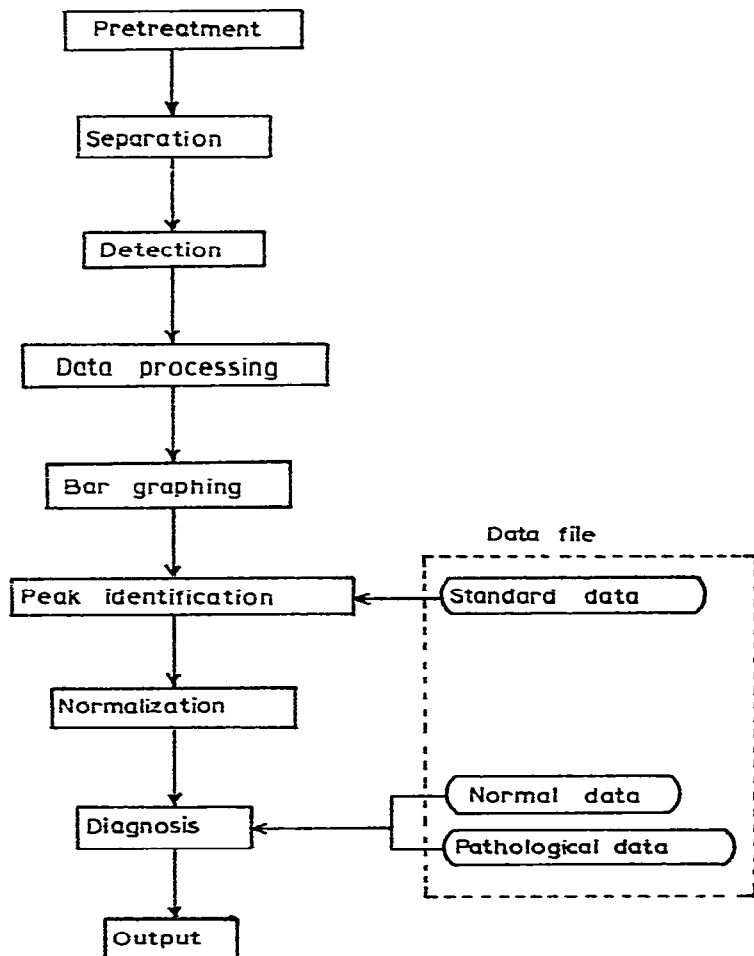 Pretreatment
Separation
Detection
Data processing
Bar graphing
Data file
Peak identification
Standard data
Normalization
Normal data
Diagnosis
Pathological data
Output